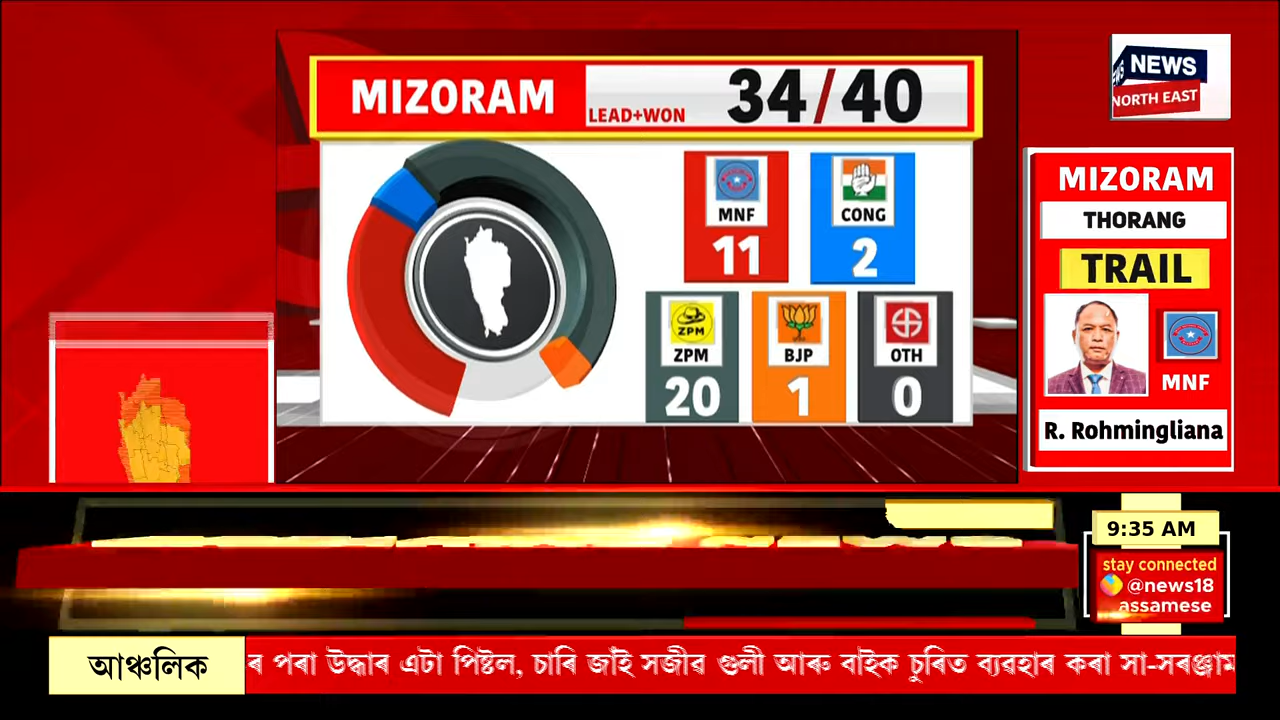 MIZORAM
LEAD+WON 34/40
NEWS
NEWS
NORTH EAST
MNF
11
CONG
2
ZPM
ZPM
20
BJP
1
OTH
0
MIZORAM
THORANG
TRAIL
MNF
R. Rohmingliana
9:35 AM
stay connected
@news18
assamese
আঞ্চলিক
ৰ পৰা উদ্ধাৰ এটা পিষ্টল, চাৰি জাঁই সজীৱ গুলী আৰু বাইক চুৰিত ব্যৱহাৰ কৰা সা-সৰঞ্জাম